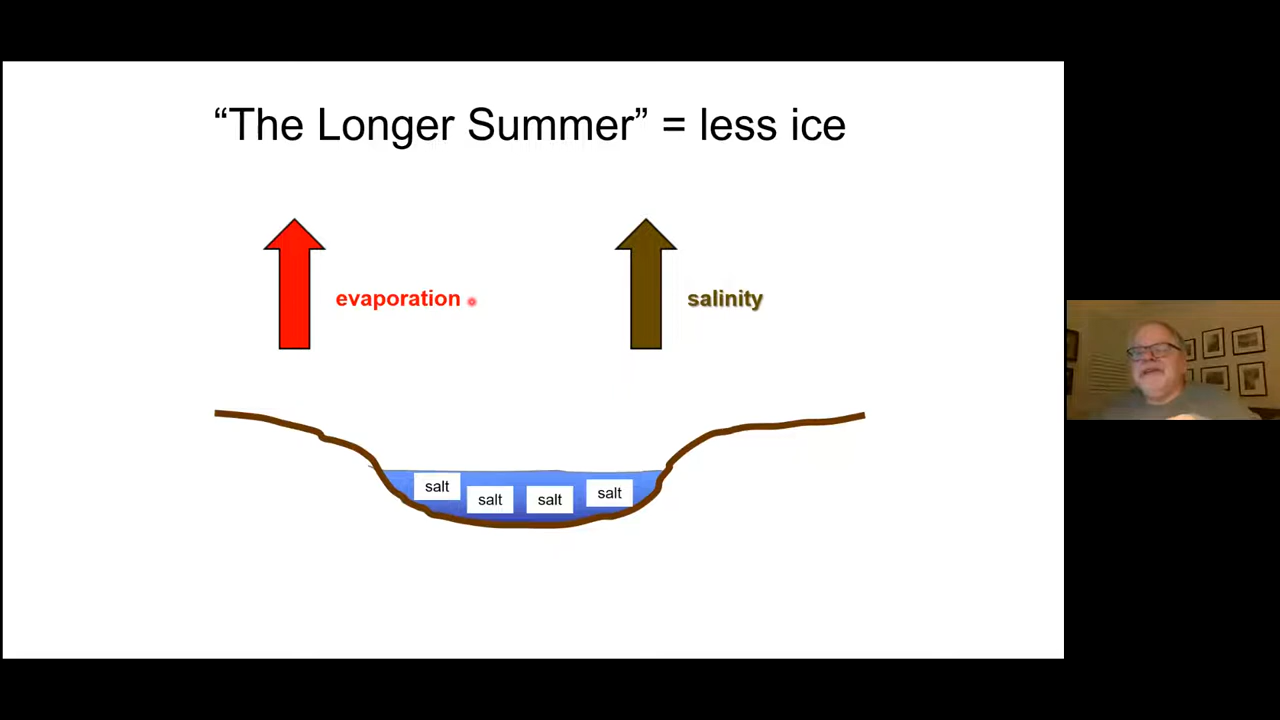 “The Longer Summer” = less ice
evaporation
salinity
salt
salt
salt
salt